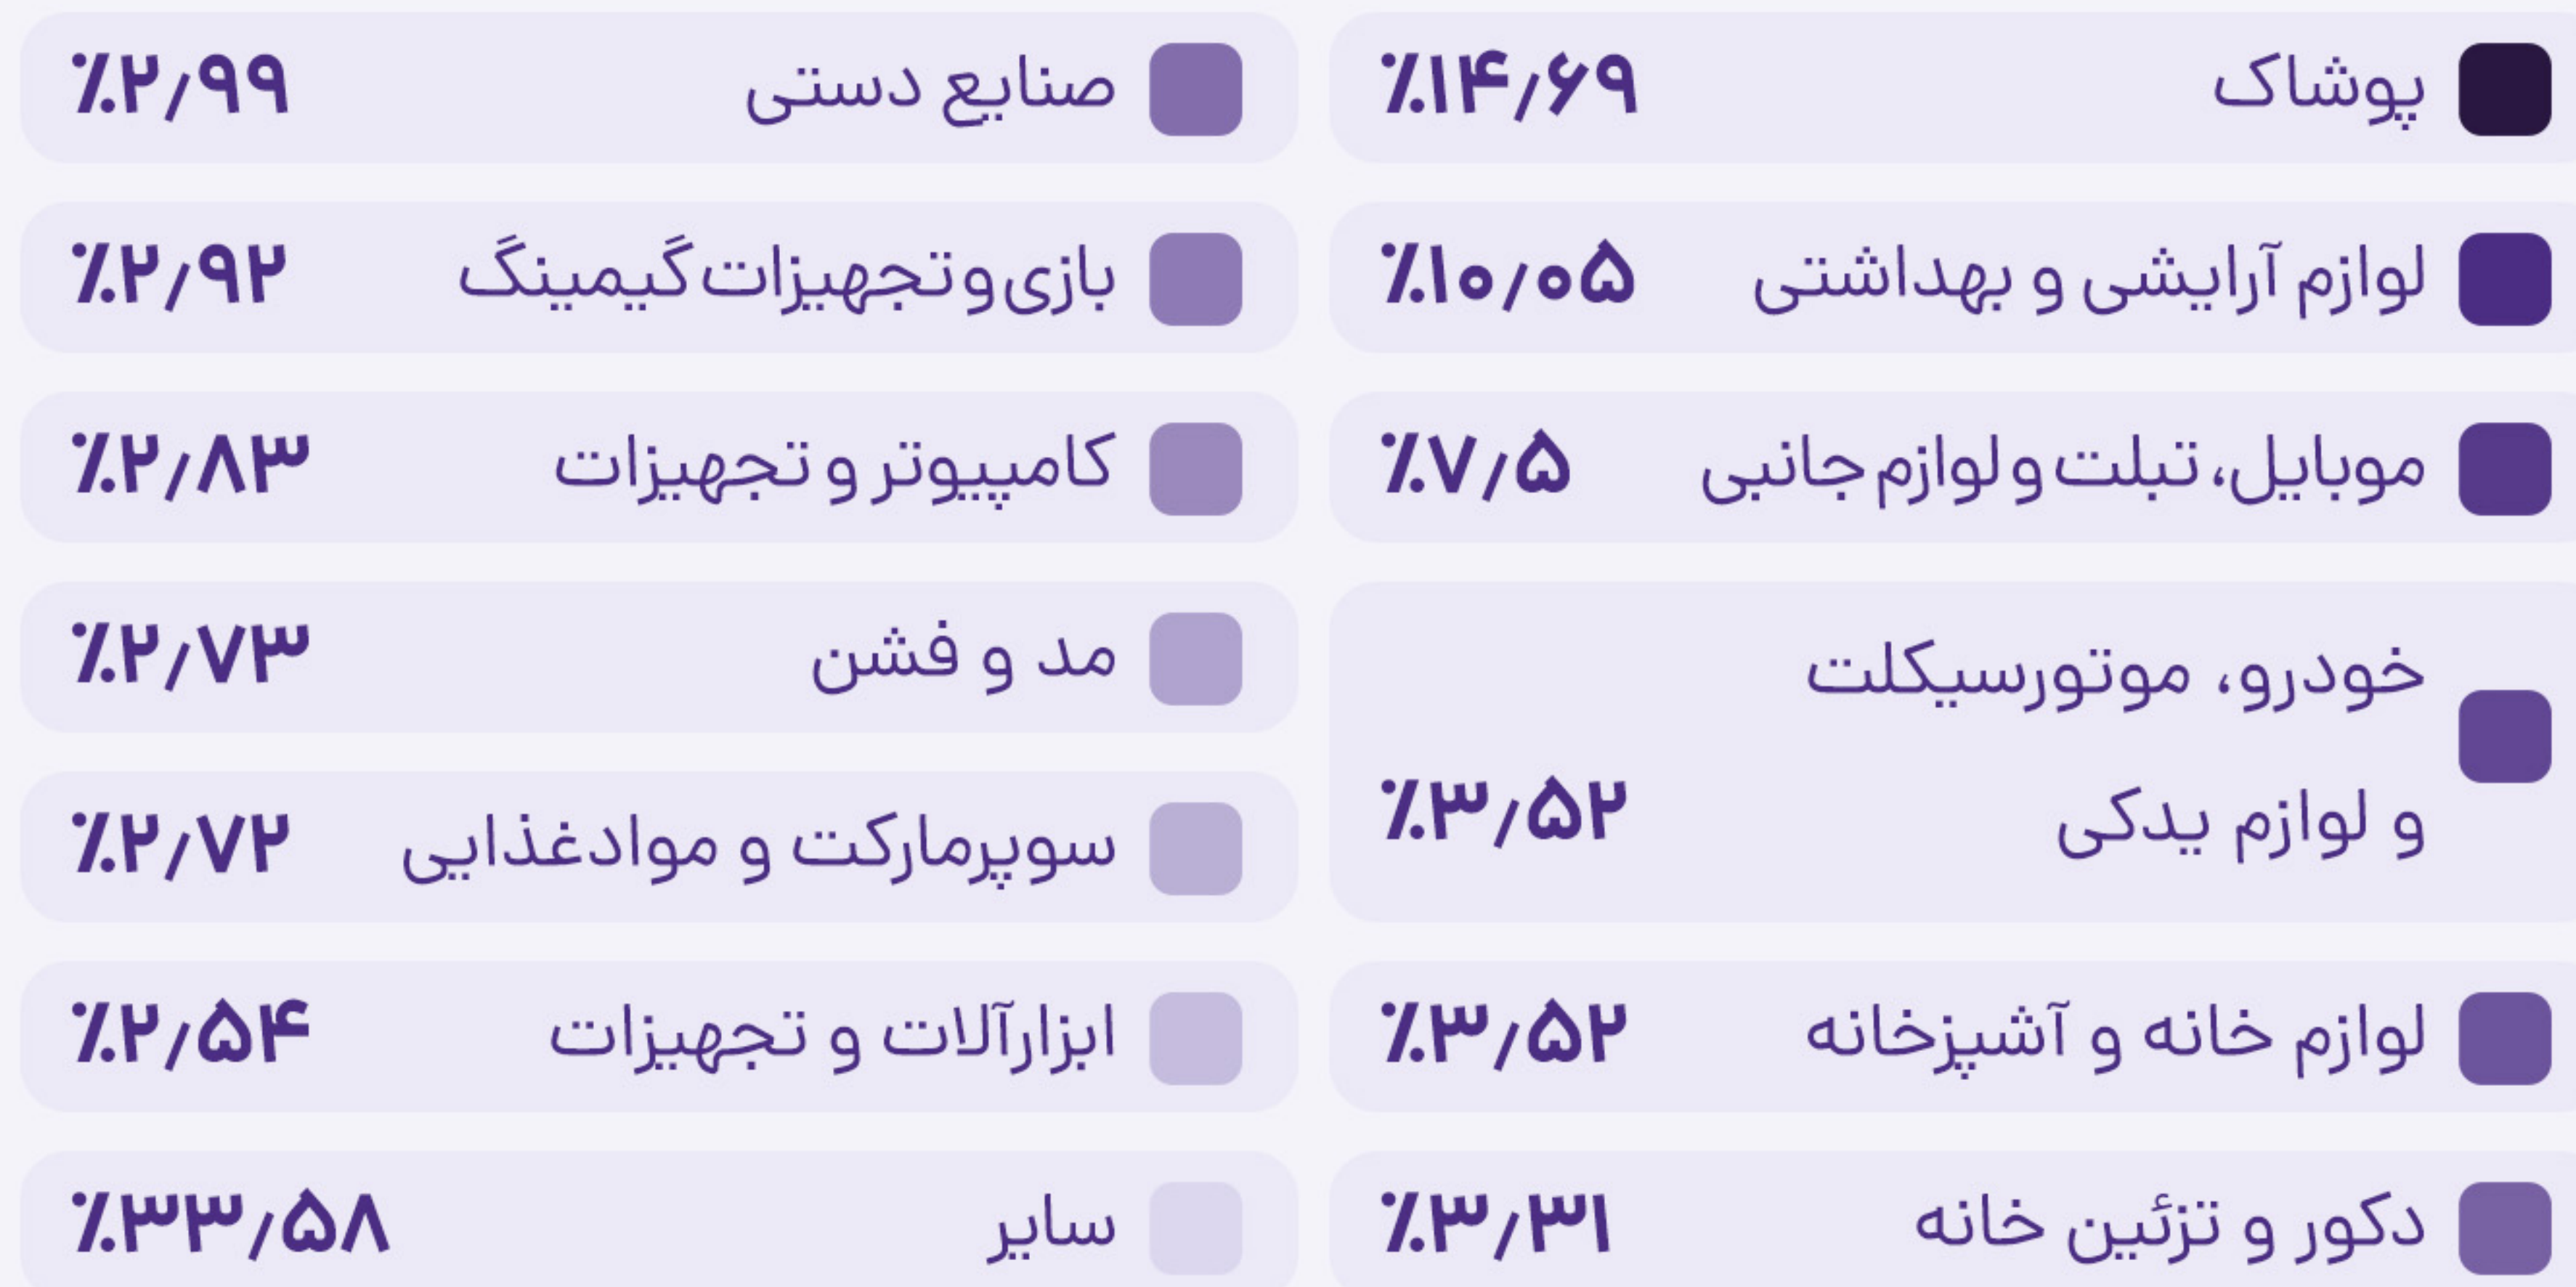 پوشاک ٪۱۴٫۶۹
لوازم آرایشی و بهداشتی ٪۱۰٫۰۵
موبایل، تبلت و لوازم جانبی ٪۷٫۵
خودرو، موتورسیکلت
و لوازم یدکی ٪۳٫۵۲
لوازم خانه و آشپزخانه ٪۳٫۵۲
دکور و تزئین خانه ٪۳٫۳۱
صنایع دستی ٪۲٫۹۹
بازی و تجهیزات گیمینگ ٪۲٫۹۲
کامپیوتر و تجهیزات ٪۲٫۸۳
مد و فشن ٪۲٫۷۳
سوپرمارکت و موادغذایی ٪۲٫۷۲
ابزارآلات و تجهیزات ٪۲٫۵۴
سایر ٪۳۳٫۵۸